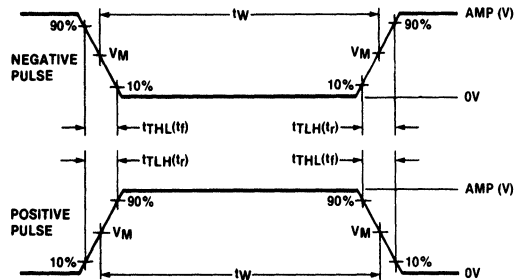 tW
AMP (V)
90%
90%
NEGATIVE
PULSE
VM
VM
10%
10%
0V
tTHL(tf)
tTLH(tr)
tTLH(tr)
tTHL(tf)
AMP (V)
90%
90%
POSITIVE
PULSE
VM
VM
10%
10%
0V
tW